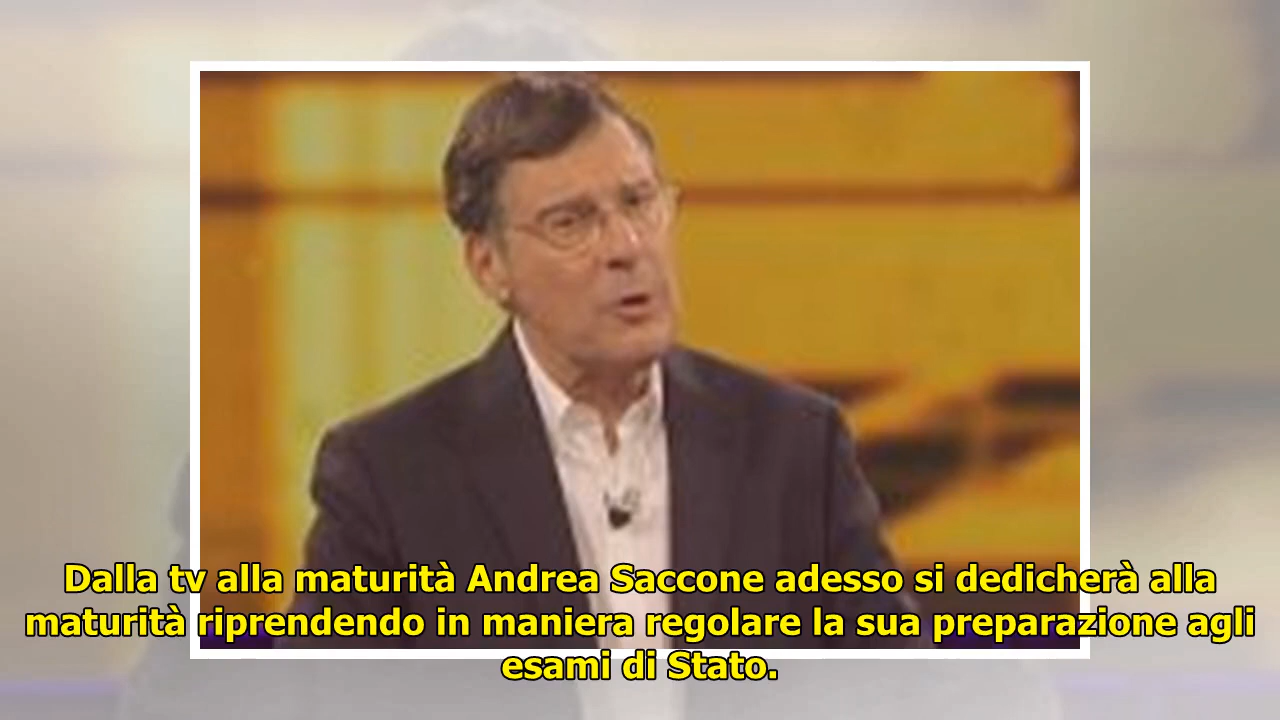 Dalla tv alla maturità Andrea Saccone adesso si dedicherà alla
maturità riprendendo in maniera regolare la sua preparazione agli
esami di Stato.